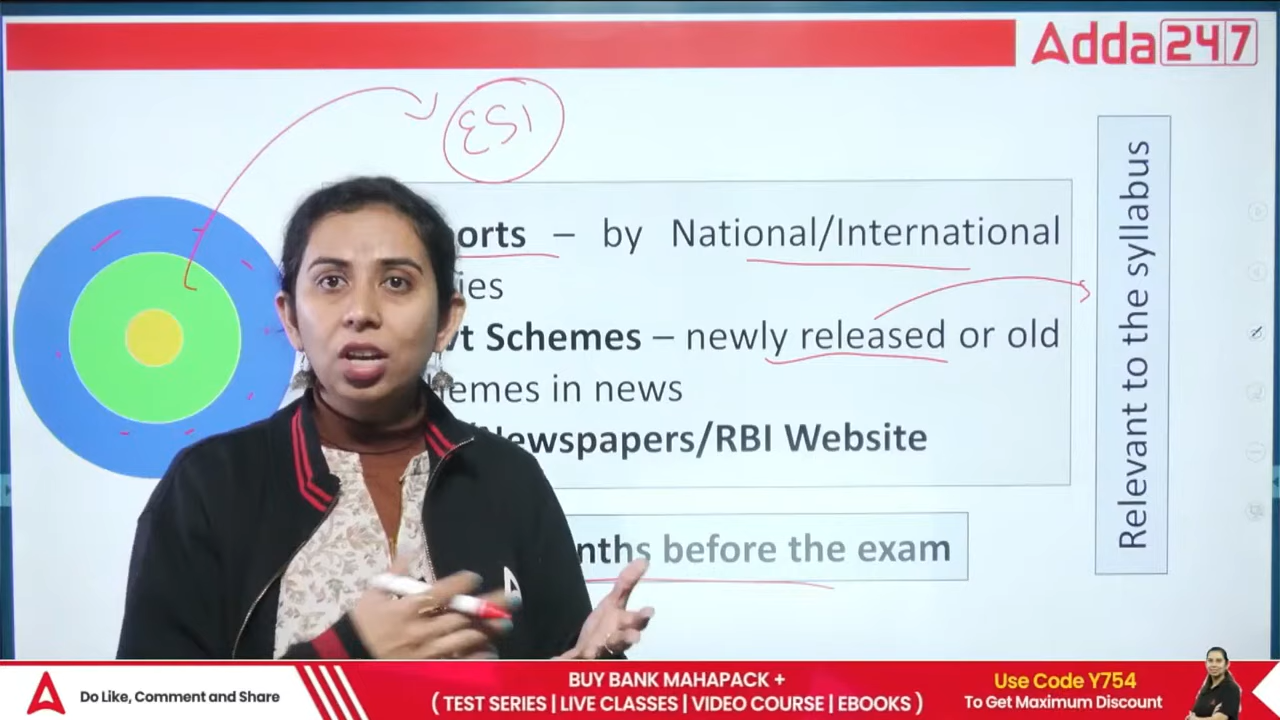 Adda247
ESI
orts – by National/International
ies
vt Schemes – newly released or old
hemes in news
/Newspapers/RBI Website
nths before the exam
Relevant to the syllabus
Do Like, Comment and Share
BUY BANK MAHAPACK +
( TEST SERIES | LIVE CLASSES | VIDEO COURSE | EBOOKS )
Use Code Y754
To Get Maximum Discount